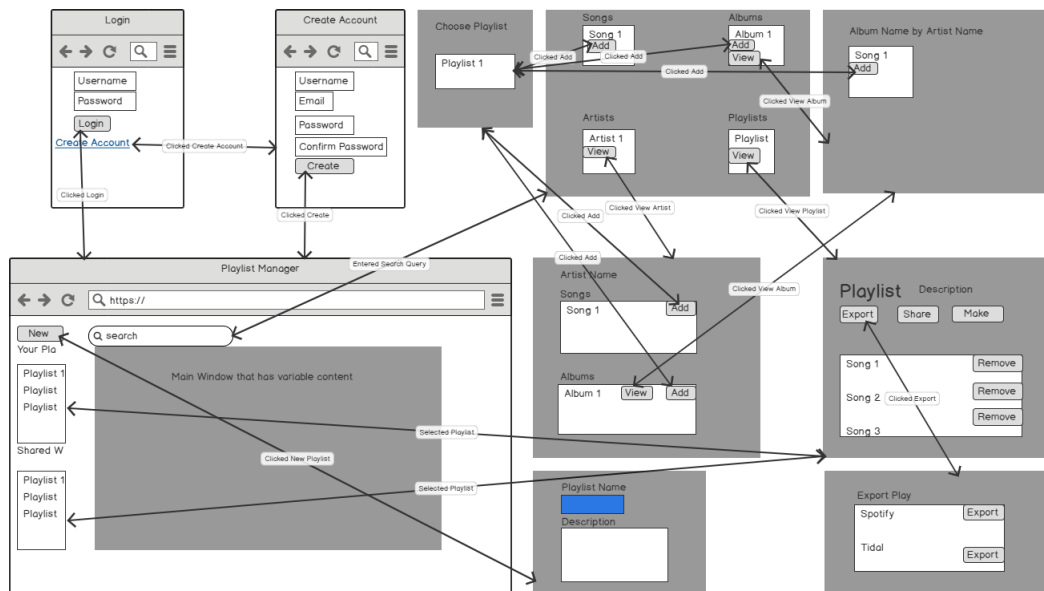 Login
Username
Password
Login
Create Account
Clicked Create Account
Clicked Login
Create Account
Username
Email
Password
Confirm Password
Create
Clicked Create
Choose Playlist
Playlist 1
Clicked Add
Clicked Add
Clicked Add
Songs
Song 1
Add
Albums
Album 1
Add
View
Clicked View Album
Artists
Artist 1
View
Playlists
Playlist
View
Album Name by Artist Name
Song 1
Add
Clicked Add
Clicked View Artist
Clicked View Playlist
Clicked Add
Entered Search Query
Clicked View Album
Playlist Manager
https://
New
search
Your Pla
Playlist 1
Playlist
Playlist
Shared W
Playlist 1
Playlist
Playlist
Main Window that has variable content
Selected Playlist
Clicked New Playlist
Selected Playlist
Artist Name
Songs
Song 1
Add
Albums
Album 1
View
Add
Playlist
Description
Export
Share
Make
Song 1
Remove
Song 2
Remove
Remove
Song 3
Clicked Export
Playlist Name
Description
Export Play
Spotify
Export
Tidal
Export